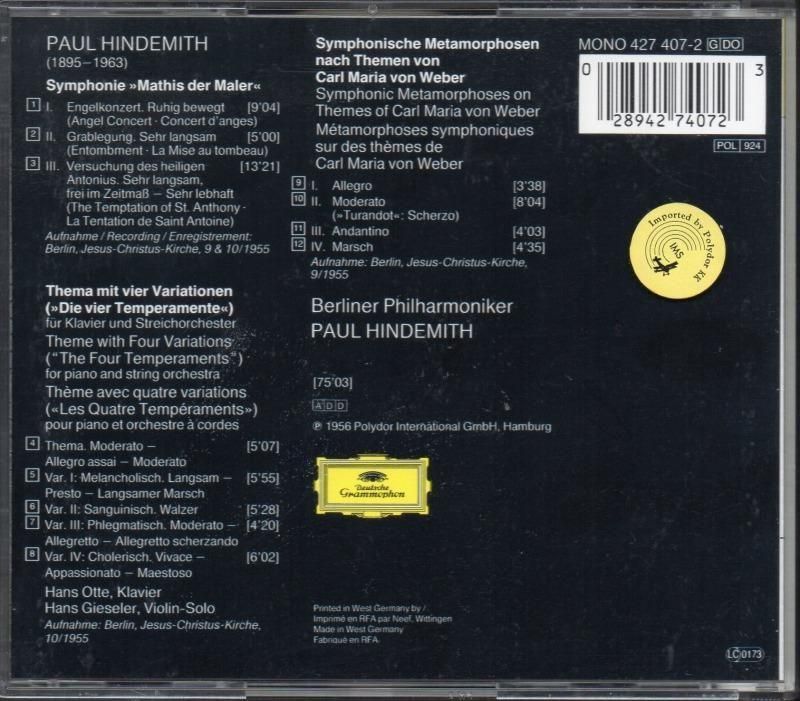 PAUL HINDEMITH
(1895–1963)
Symphonie »Mathis der Maler«
1 I. Engelkonzert. Ruhig bewegt [9'04]
(Angel Concert · Concert d'anges)
2 II. Grablegung. Sehr langsam [5'00]
(Entombment · La Mise au tombeau)
3 III. Versuchung des heiligen [13'21]
Antonius. Sehr langsam,
frei im Zeitmaß – Sehr lebhaft
(The Temptation of St. Anthony ·
La Tentation de Saint Antoine)
Aufnahme / Recording / Enregistrement:
Berlin, Jesus-Christus-Kirche, 9 & 10/1955
Thema mit vier Variationen
(»Die vier Temperamente«)
für Klavier und Streichorchester
Theme with Four Variations
("The Four Temperaments")
for piano and string orchestra
Thème avec quatre variations
(«Les Quatre Tempéraments»)
pour piano et orchestre à cordes
4 Thema. Moderato – [5'07]
Allegro assai – Moderato
5 Var. I: Melancholisch. Langsam – [5'55]
Presto – Langsamer Marsch
6 Var. II: Sanguinisch. Walzer [5'28]
7 Var. III: Phlegmatisch. Moderato – [4'20]
Allegretto – Allegretto scherzando
8 Var. IV: Cholerisch. Vivace – [6'02]
Appassionato – Maestoso
Hans Otte, Klavier
Hans Gieseler, Violin-Solo
Aufnahme: Berlin, Jesus-Christus-Kirche,
10/1955
Symphonische Metamorphosen
nach Themen von
Carl Maria von Weber
Symphonic Metamorphoses on
Themes of Carl Maria von Weber
Métamorphoses symphoniques
sur des thèmes de
Carl Maria von Weber
9 I. Allegro [3'38]
10 II. Moderato [8'04]
(»Turandot«: Scherzo)
11 III. Andantino [4'03]
12 IV. Marsch [4'35]
Aufnahme: Berlin, Jesus-Christus-Kirche,
9/1955
Berliner Philharmoniker
PAUL HINDEMITH
[75'03]
ADD
℗ 1956 Polydor International GmbH, Hamburg
Deutsche
Grammophon
Printed in West Germany by /
Imprimé en RFA par Neef, Wittingen
Made in West Germany
Fabriqué en RFA
MONO 427 407-2 G DO
0 28942 74072 3
POL 924
Imported by Polydor KK
SWI
LC 0173